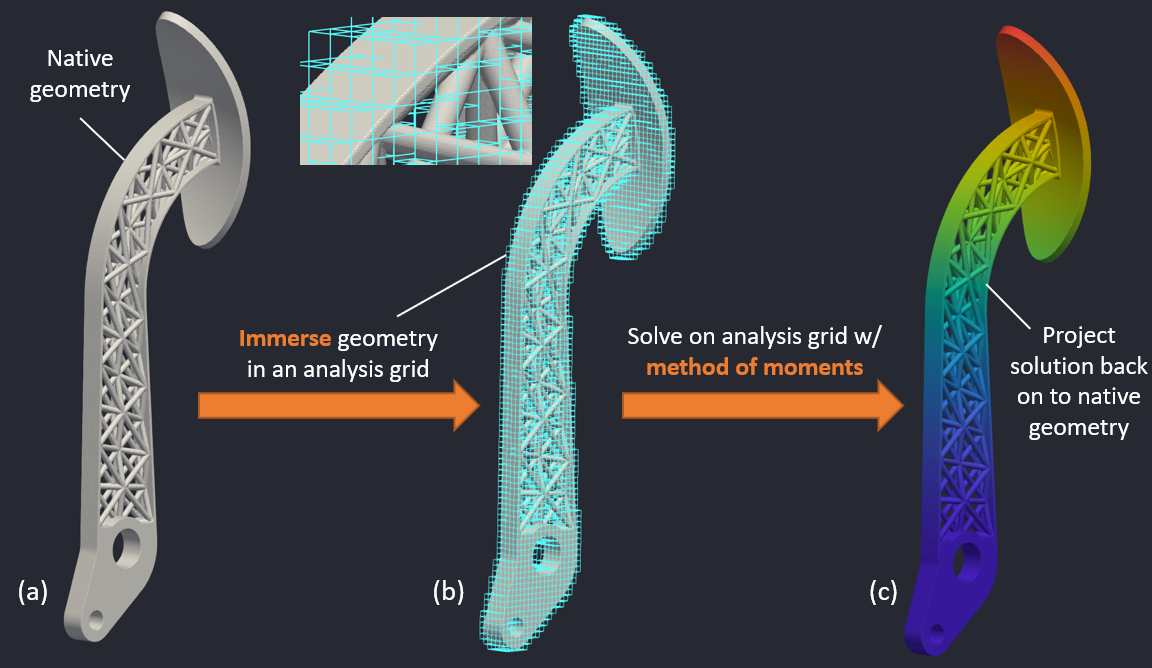 Native
geometry
Immerse geometry
in an analysis grid
Solve on analysis grid w/
method of moments
Project
solution back
on to native
geometry
(a)
(b)
(c)